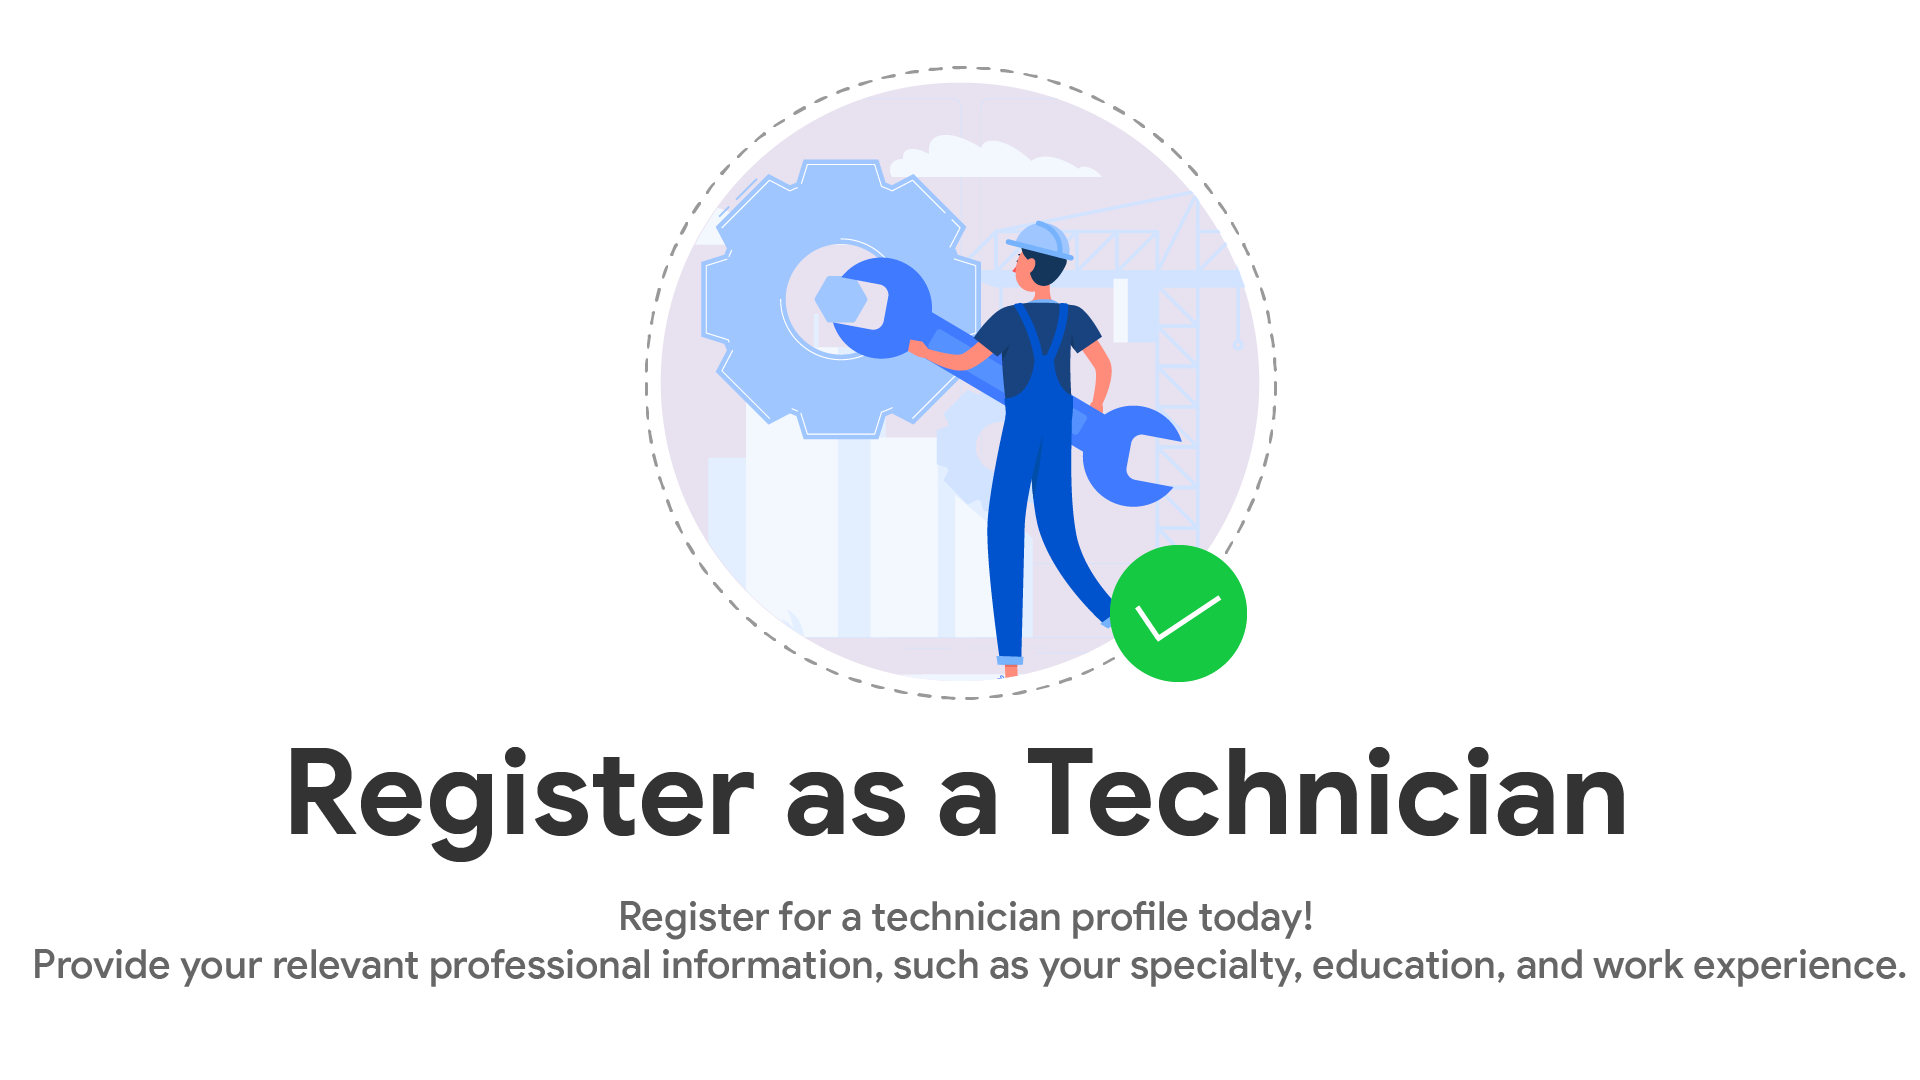 Register as a Technician
Register for a technician profile today!
Provide your relevant professional information, such as your specialty, education, and work experience.